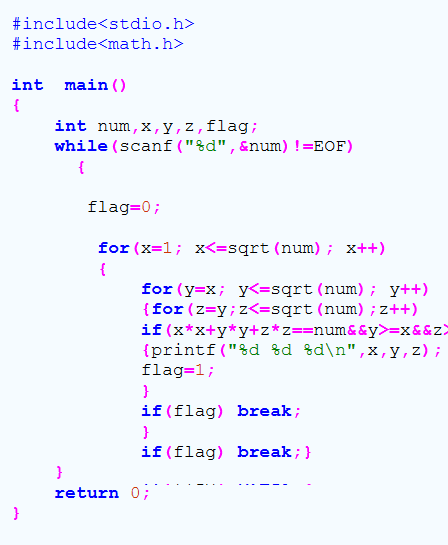 #include<stdio.h>
#include<math.h>
int  main()
{
    int num,x,y,z,flag;
    while(scanf("%d",&num)!=EOF)
      {
       flag=0;
        for(x=1; x<=sqrt(num); x++)
        {
            for(y=x; y<=sqrt(num); y++)
            {for(z=y;z<=sqrt(num);z++)
            if(x*x+y*y+z*z==num&&y>=x&&z>
            {printf("%d %d %d\n",x,y,z);
            flag=1;
            }
            if(flag) break;
            }
            if(flag) break;}
    }
    return 0;
}